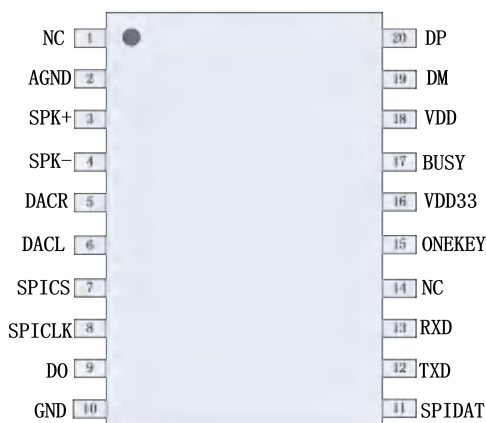 NC 1 20 DP
AGND 2 19 DM
SPK+ 3 18 VDD
SPK- 4 17 BUSY
DACR 5 16 VDD33
DACL 6 15 ONEKEY
SPICS 7 14 NC
SPICLK 8 13 RXD
DO 9 12 TXD
GND 10 11 SPIDAT